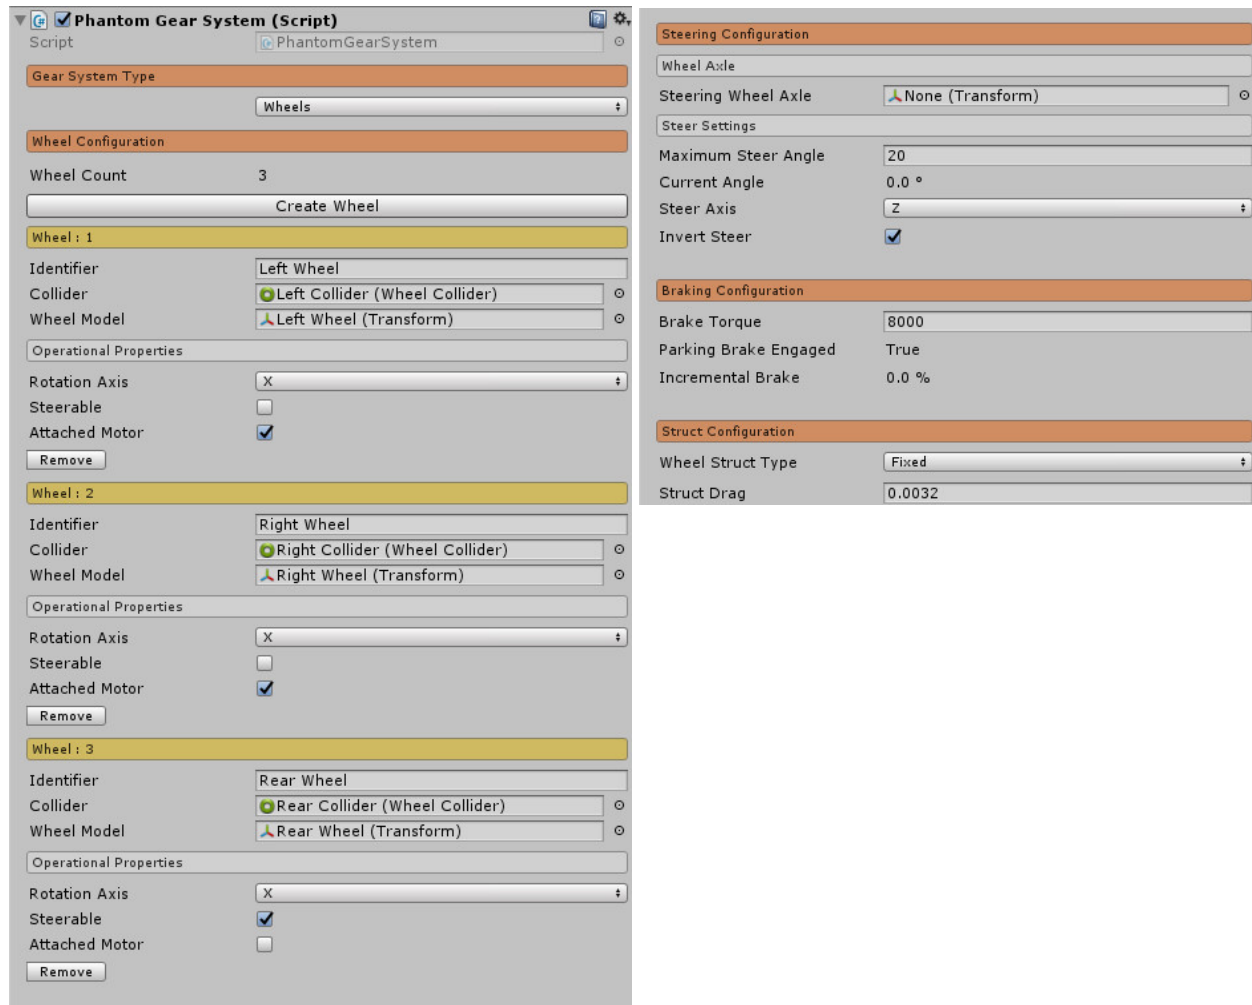 Phantom Gear System (Script)
Script PhantomGearSystem
Gear System Type
Wheels
Wheel Configuration
Wheel Count 3
Create Wheel
Wheel : 1
Identifier Left Wheel
Collider Left Collider (Wheel Collider)
Wheel Model Left Wheel (Transform)
Operational Properties
Rotation Axis X
Steerable
Attached Motor
Remove
Wheel : 2
Identifier Right Wheel
Collider Right Collider (Wheel Collider)
Wheel Model Right Wheel (Transform)
Operational Properties
Rotation Axis X
Steerable
Attached Motor
Remove
Wheel : 3
Identifier Rear Wheel
Collider Rear Collider (Wheel Collider)
Wheel Model Rear Wheel (Transform)
Operational Properties
Rotation Axis X
Steerable
Attached Motor
Remove
Steering Configuration
Wheel Axle
Steering Wheel Axle None (Transform)
Steer Settings
Maximum Steer Angle 20
Current Angle 0.0 °
Steer Axis Z
Invert Steer
Braking Configuration
Brake Torque 8000
Parking Brake Engaged True
Incremental Brake 0.0 %
Struct Configuration
Wheel Struct Type Fixed
Struct Drag 0.0032